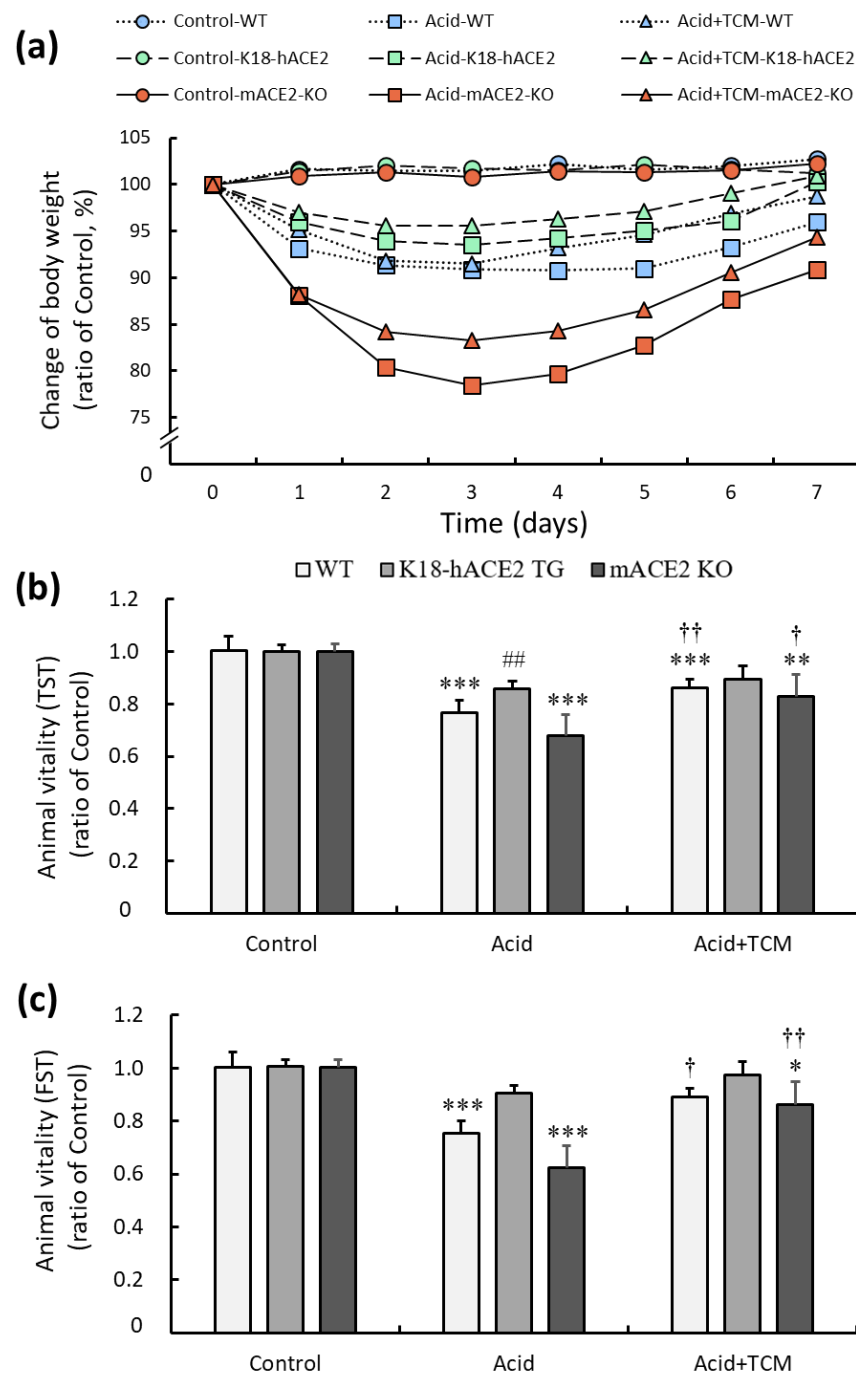 (a)
Control-WT Acid-WT Acid+TCM-WT
Control-K18-hACE2 Acid-K18-hACE2 Acid+TCM-K18-hACE2
Control-mACE2-KO Acid-mACE2-KO Acid+TCM-mACE2-KO
Change of body weight
(ratio of Control, %)
105
100
95
90
85
80
75
0
0 1 2 3 4 5 6 7
Time (days)
(b)
WT K18-hACE2 TG mACE2 KO
Animal vitality (TST)
(ratio of Control)
1.2
1.0
0.8
0.6
0.4
0.2
0
†† †
## *** **
*** ***
Control Acid Acid+TCM
(c)
Animal vitality (FST)
(ratio of Control)
1.2
1.0
0.8
0.6
0.4
0.2
0
††
† *
*** ***
Control Acid Acid+TCM